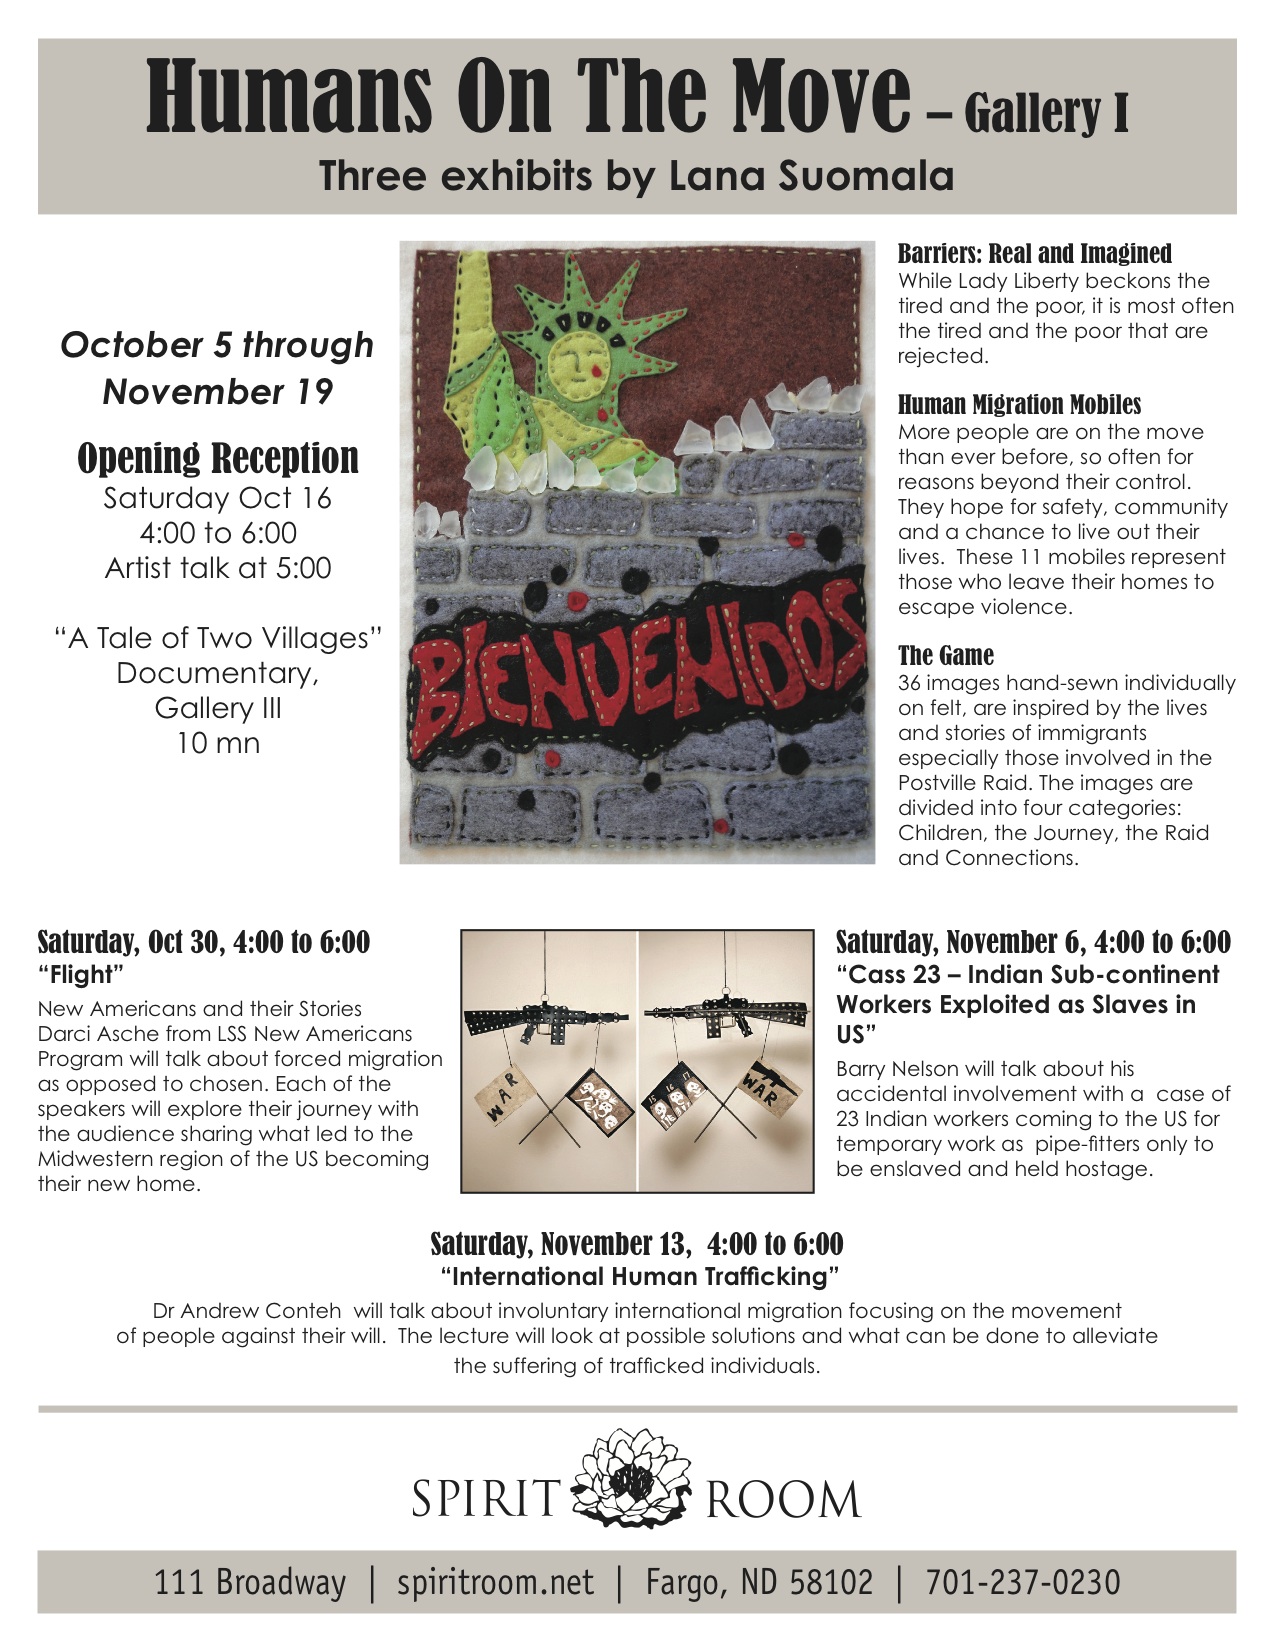 Humans On The Move – Gallery I
Three exhibits by Lana Suomala
October 5 through
November 19
Opening Reception
Saturday Oct 16
4:00 to 6:00
Artist talk at 5:00
“A Tale of Two Villages”
Documentary,
Gallery III
10 mn
BIENVENIDOS
Barriers: Real and Imagined
While Lady Liberty beckons the
tired and the poor, it is most often
the tired and the poor that are
rejected.
Human Migration Mobiles
More people are on the move
than ever before, so often for
reasons beyond their control.
They hope for safety, community
and a chance to live out their
lives.  These 11 mobiles represent
those who leave their homes to
escape violence.
The Game
36 images hand-sewn individually
on felt, are inspired by the lives
and stories of immigrants
especially those involved in the
Postville Raid. The images are
divided into four categories:
Children, the Journey, the Raid
and Connections.
Saturday, Oct 30, 4:00 to 6:00
“Flight”
New Americans and their Stories
Darci Asche from LSS New Americans
Program will talk about forced migration
as opposed to chosen. Each of the
speakers will explore their journey with
the audience sharing what led to the
Midwestern region of the US becoming
their new home.
WAR
15 16 17
WAR
Saturday, November 6, 4:00 to 6:00
“Cass 23 – Indian Sub-continent
Workers Exploited as Slaves in
US”
Barry Nelson will talk about his
accidental involvement with a  case of
23 Indian workers coming to the US for
temporary work as  pipe-fitters only to
be enslaved and held hostage.
Saturday, November 13,  4:00 to 6:00
“International Human Trafficking”
Dr Andrew Conteh  will talk about involuntary international migration focusing on the movement
of people against their will.  The lecture will look at possible solutions and what can be done to alleviate
the suffering of trafficked individuals.
SPIRIT ROOM
111 Broadway | spiritroom.net | Fargo, ND 58102 | 701-237-0230